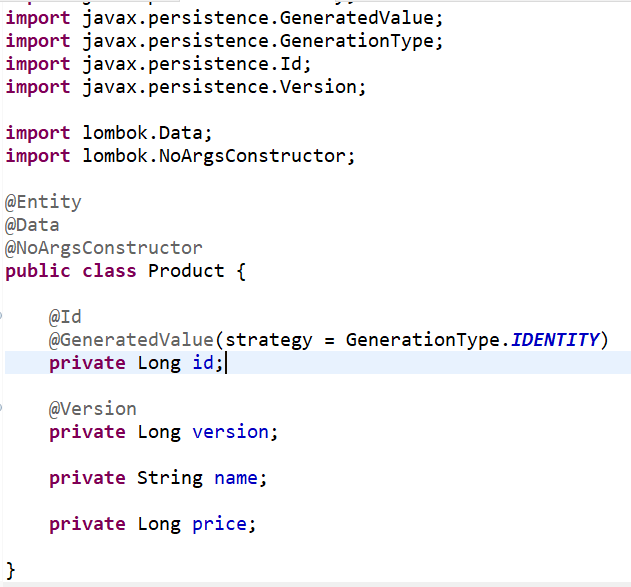 import javax.persistence.GeneratedValue;
import javax.persistence.GenerationType;
import javax.persistence.Id;
import javax.persistence.Version;

import lombok.Data;
import lombok.NoArgsConstructor;

@Entity
@Data
@NoArgsConstructor
public class Product {

    @Id
    @GeneratedValue(strategy = GenerationType.IDENTITY)
    private Long id;

    @Version
    private Long version;

    private String name;

    private Long price;

}